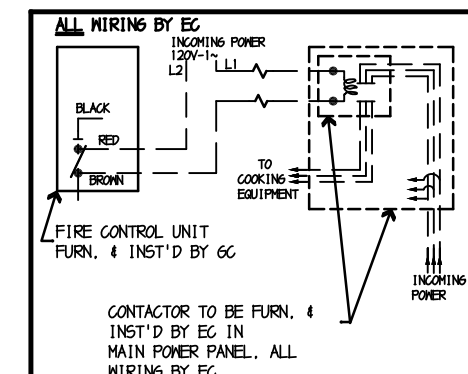 ALL WIRING BY EC
INCOMING POWER
120V-1~
L2
L1
BLACK
RED
BROWN
TO
COOKING
EQUIPMENT
FIRE CONTROL UNIT
FURN. & INST'D BY GC
INCOMING
POWER
CONTACTOR TO BE FURN. &
INST'D BY EC IN
MAIN POWER PANEL. ALL
WIRING BY EC